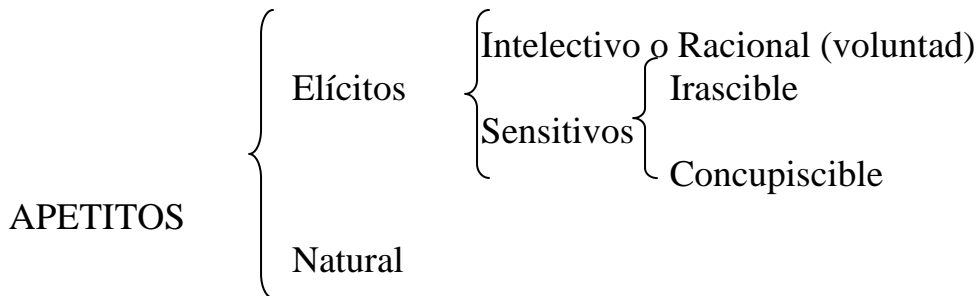 Intelectivo o Racional (voluntad)
Elícitos
Irascible
Sensitivos
Concupiscible
APETITOS
Natural